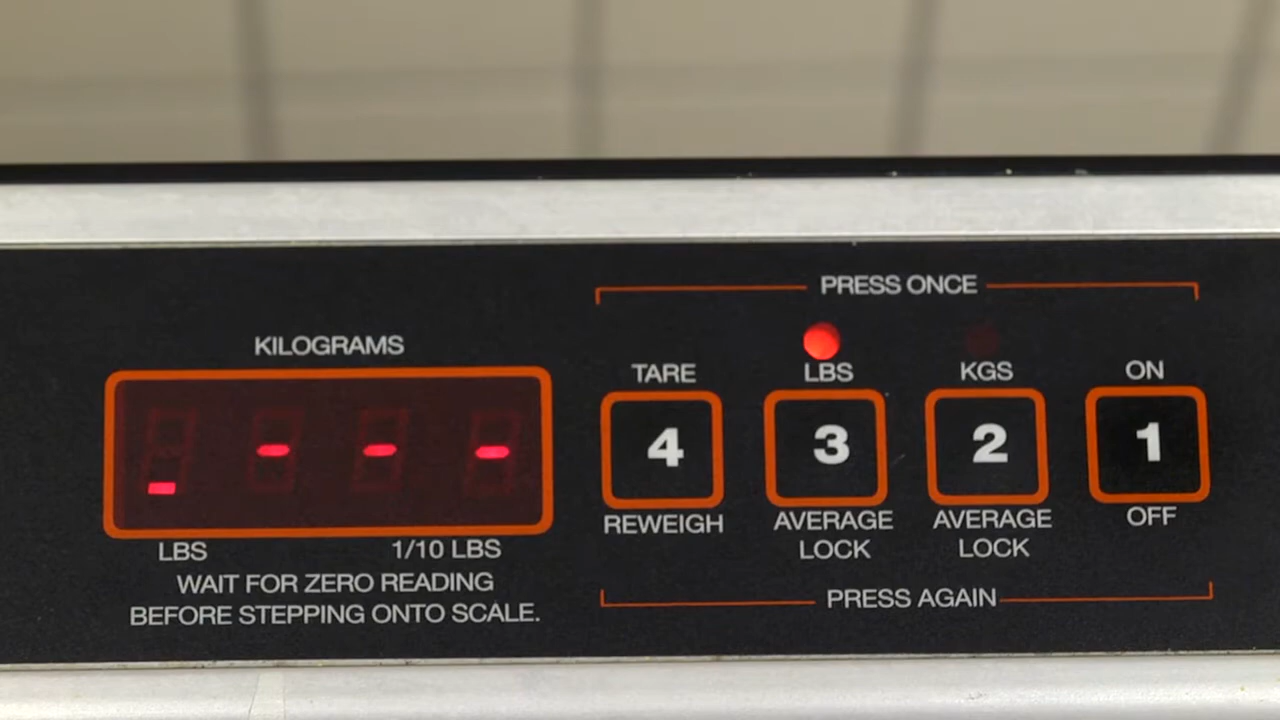 PRESS ONCE
KILOGRAMS
TARE LBS KGS ON
4 3 2 1
_ - - -
REWEIGH AVERAGE LOCK AVERAGE LOCK OFF
LBS 1/10 LBS
WAIT FOR ZERO READING
BEFORE STEPPING ONTO SCALE.
PRESS AGAIN